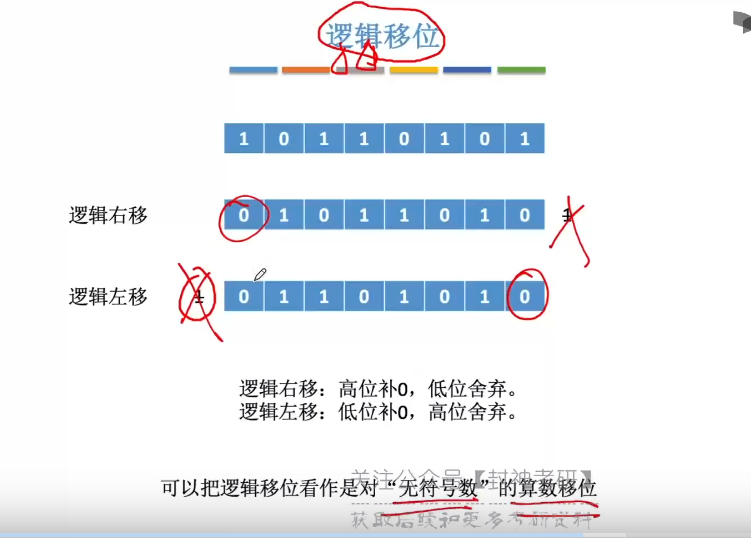 逻辑移位
1 0 1 1 0 1 0 1
逻辑右移 0 1 0 1 1 0 1 0 1
逻辑左移 1 0 1 1 0 1 0 1 0
逻辑右移：高位补0，低位舍弃。
逻辑左移：低位补0，高位舍弃。
关注公众号【封神考研】
可以把逻辑移位看作是对“无符号数”的算数移位
获取后续和更多考研资料